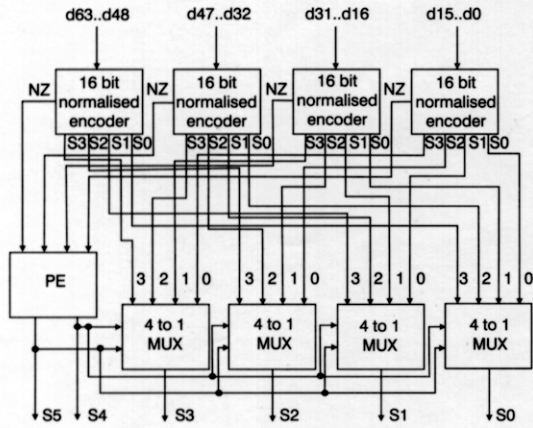 d63..d48 d47..d32 d31..d16 d15..d0
NZ 16 bit normalised encoder
NZ 16 bit normalised encoder
NZ 16 bit normalised encoder
NZ 16 bit normalised encoder
S3 S2 S1 S0 S3 S2 S1 S0 S3 S2 S1 S0 S3 S2 S1 S0
PE
3 2 1 0 3 2 1 0 3 2 1 0 3 2 1 0
4 to 1 4 to 1 4 to 1 4 to 1
MUX MUX MUX MUX
S5 S4 S3 S2 S1 S0